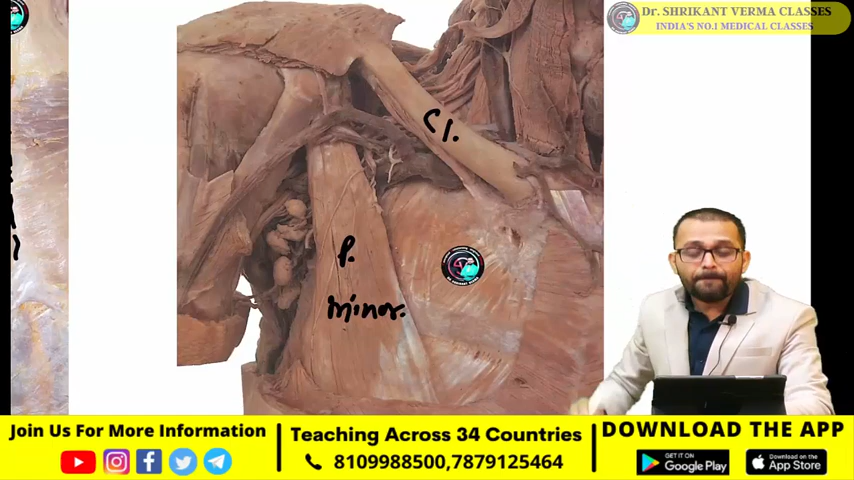 Dr. SHRIKANT VERMA CLASSES
INDIA'S NO.1 MEDICAL CLASSES
Cl.
P.
minor.
Join Us For More Information
Teaching Across 34 Countries
8109988500,7879125464
DOWNLOAD THE APP
GET IT ON
Google Play
Download on the
App Store